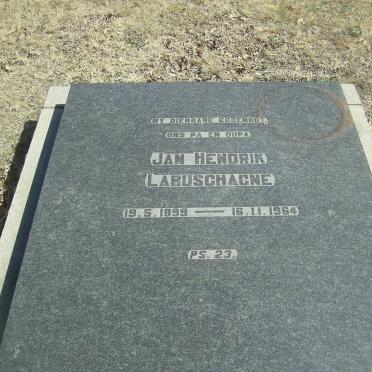 MY DIERBARE EGGENOOT,
ONS PA EN OUPA
JAN HENDRIK
LABUSCHAGNE
19.5.1899 — 16.11.1964
PS. 23.